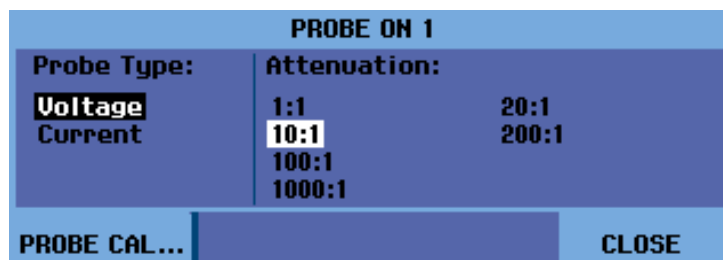 PROBE ON 1
Probe Type:
Voltage
Current
Attenuation:
1:1
10:1
100:1
1000:1
20:1
200:1
PROBE CAL...
CLOSE